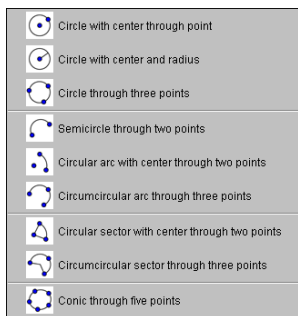 Circle with center through point
Circle with center and radius
Circle through three points
Semicircle through two points
Circular arc with center through two points
Circumcircular arc through three points
Circular sector with center through two points
Circumcircular sector through three points
Conic through five points